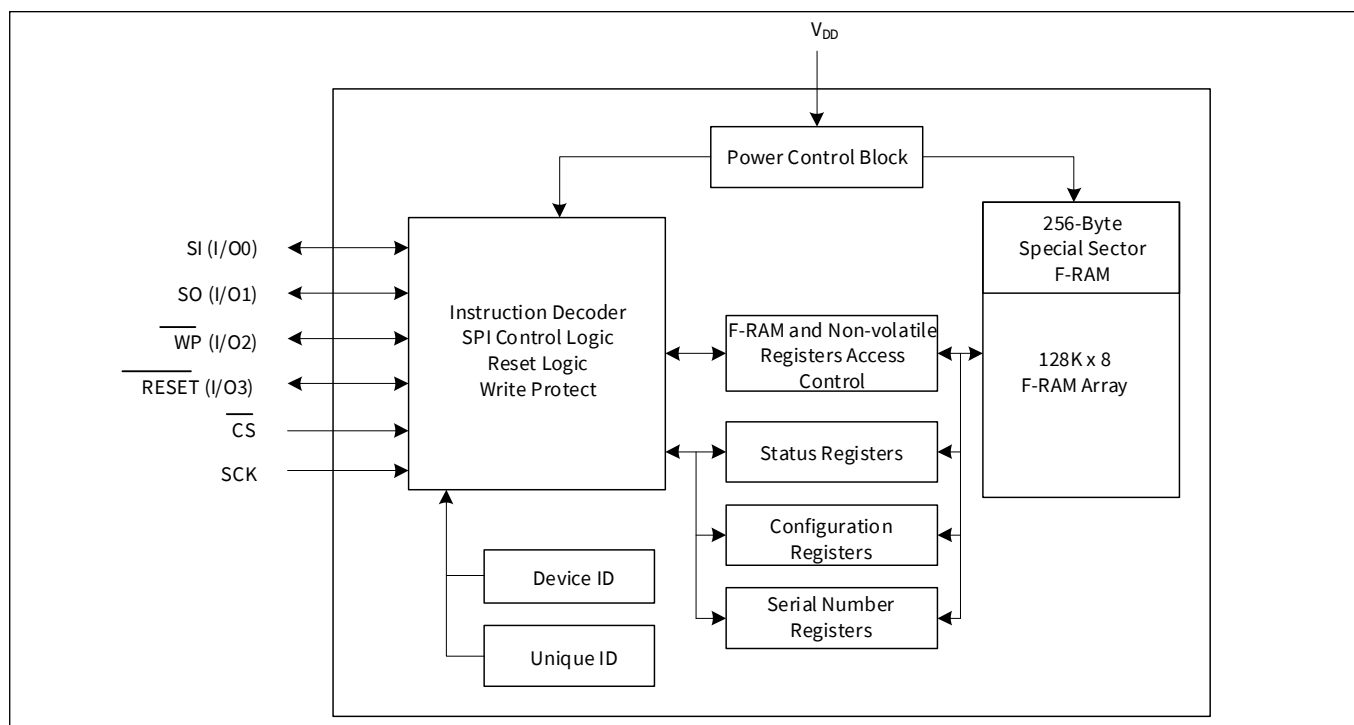 VDD
Power Control Block
256-Byte
Special Sector
F-RAM
SI (I/O0)
SO (I/O1)
WP (I/O2)
RESET (I/O3)
CS
SCK
Instruction Decoder
SPI Control Logic
Reset Logic
Write Protect
F-RAM and Non-volatile
Registers Access
Control
128K x 8
F-RAM Array
Status Registers
Configuration
Registers
Serial Number
Registers
Device ID
Unique ID